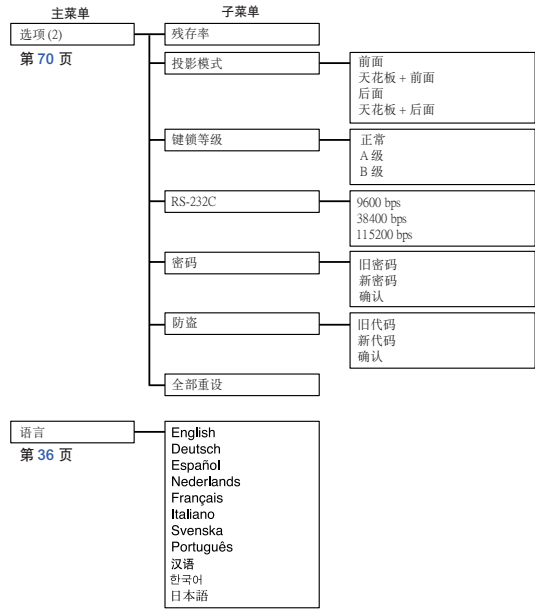 主菜单
子菜单
选项 (2)
第 70 页
残存率
投影模式
前面
天花板 + 前面
后面
天花板 + 后面
键锁等级
正常
A 级
B 级
RS-232C
9600 bps
38400 bps
115200 bps
密码
旧密码
新密码
确认
防盗
旧代码
新代码
确认
全部重设
语言
第 36 页
English
Deutsch
Español
Nederlands
Français
Italiano
Svenska
Português
汉语
한국어
日本語